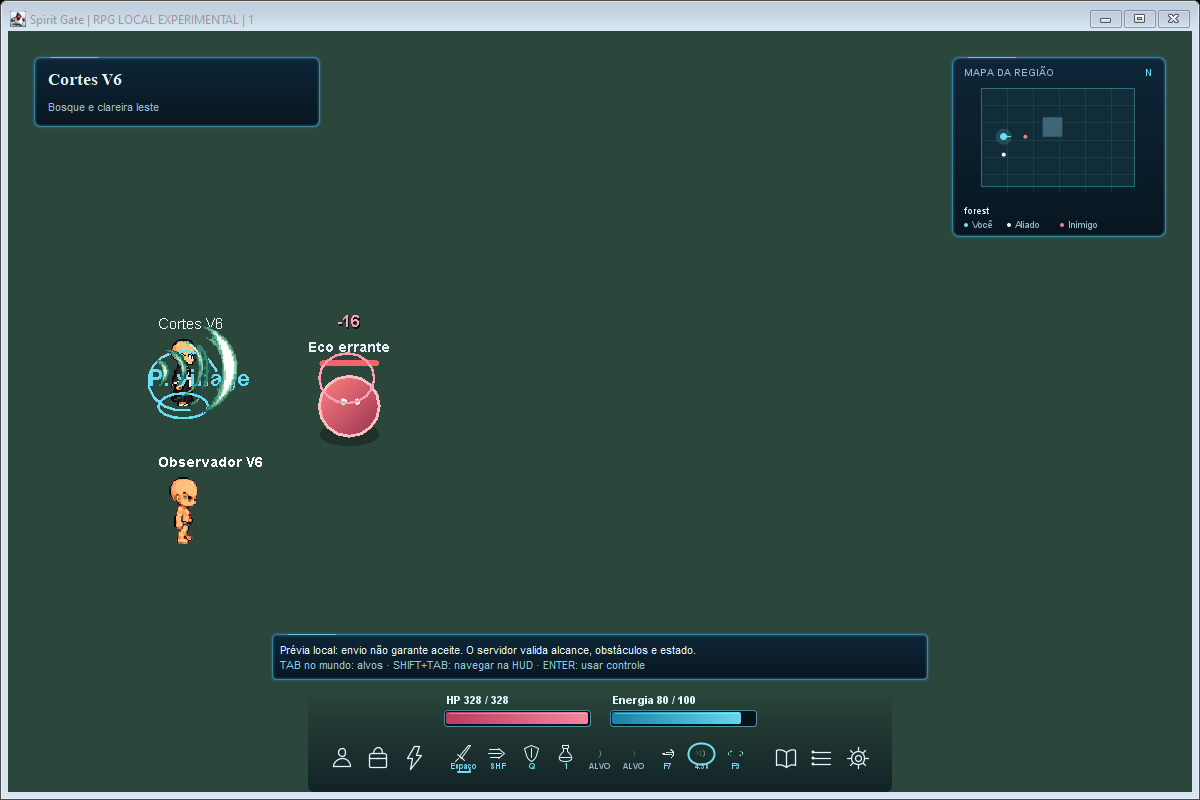 Spirit Gate | RPG LOCAL EXPERIMENTAL | 1
Cortes V6
Bosque e clareira leste
MAPA DA REGIÃO
N
forest
Você
Aliado
Inimigo
Cortes V6
-16
Eco errante
Observador V6
Prévia local: envio não garante aceite. O servidor valida alcance, obstáculos e estado.
TAB no mundo: alvos · SHIFT+TAB: navegar na HUD · ENTER: usar controle
HP 328 / 328
Energia 80 / 100
Espaço
SHF
Q
1
ALVO
ALVO
F7
F9